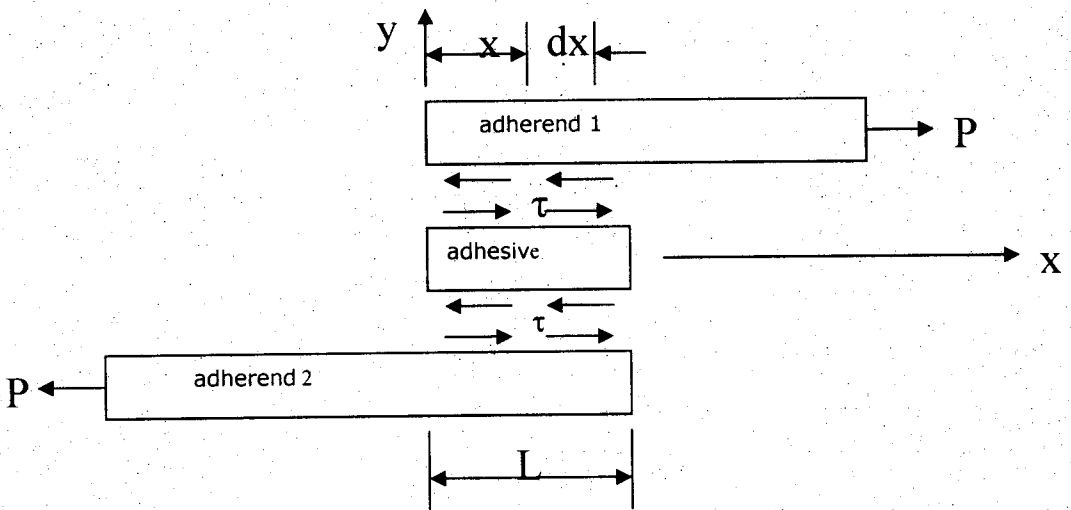 y
x
dx
adherend 1
P
τ
adhesive
x
τ
adherend 2
P
L